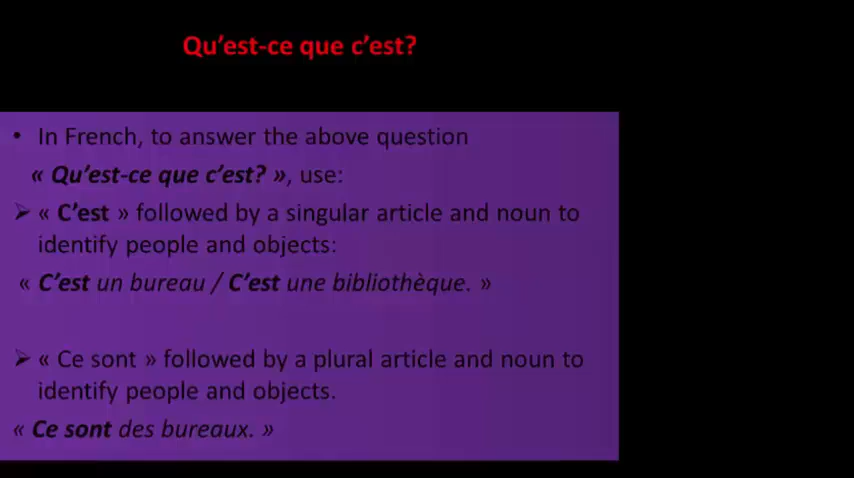 Qu’est-ce que c’est?
• In French, to answer the above question
« Qu’est-ce que c’est? », use:
➢ « C’est » followed by a singular article and noun to
identify people and objects:
« C’est un bureau / C’est une bibliothèque. »
➢ « Ce sont » followed by a plural article and noun to
identify people and objects.
« Ce sont des bureaux. »